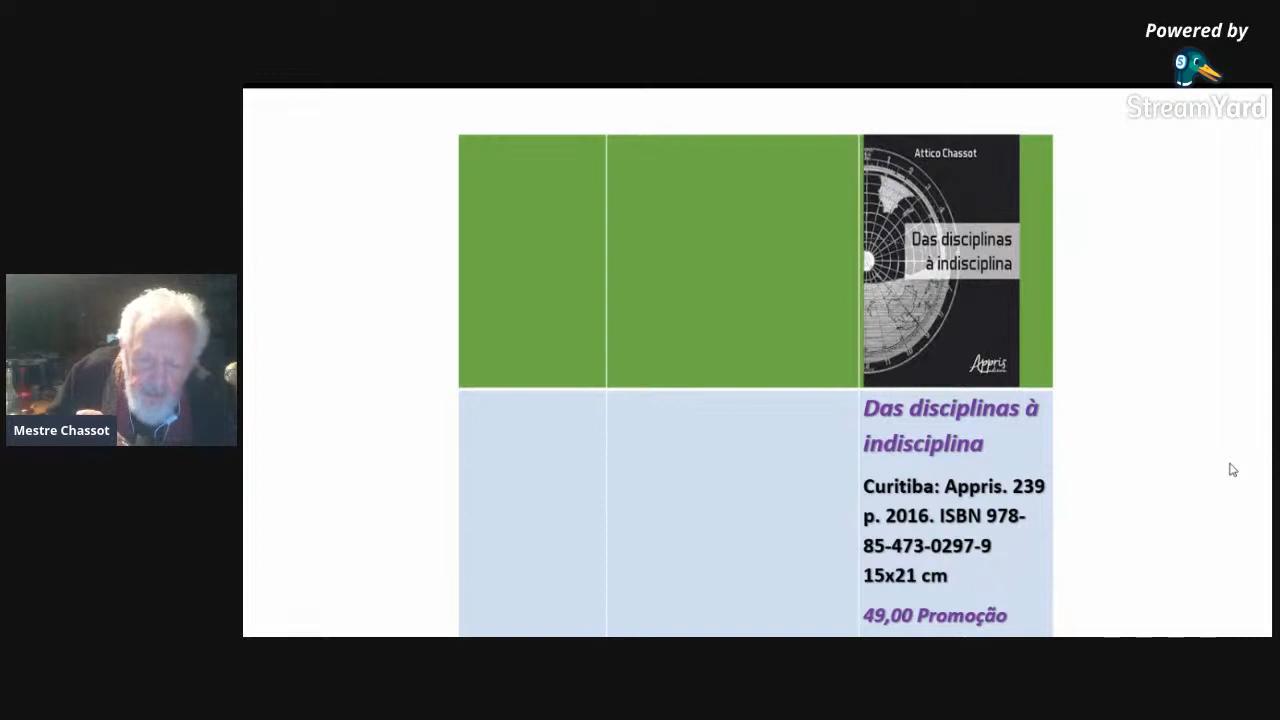 Powered by
StreamYard
Attico Chassot
Das disciplinas
à indisciplina
Appris
Mestre Chassot
Das disciplinas à
indisciplina
Curitiba: Appris. 239
p. 2016. ISBN 978-
85-473-0297-9
15x21 cm
49,00 Promoção